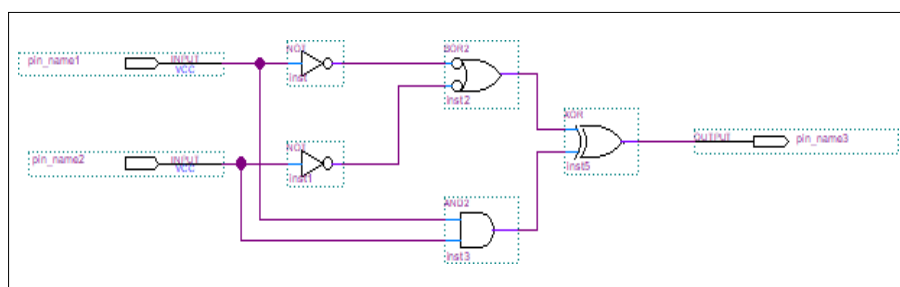 pin_name1
INPUT
VCC
NOT
inst
BOR2
inst2
XOR
inst5
OUTPUT
pin_name3
pin_name2
INPUT
VCC
NOT
inst1
AND2
inst3